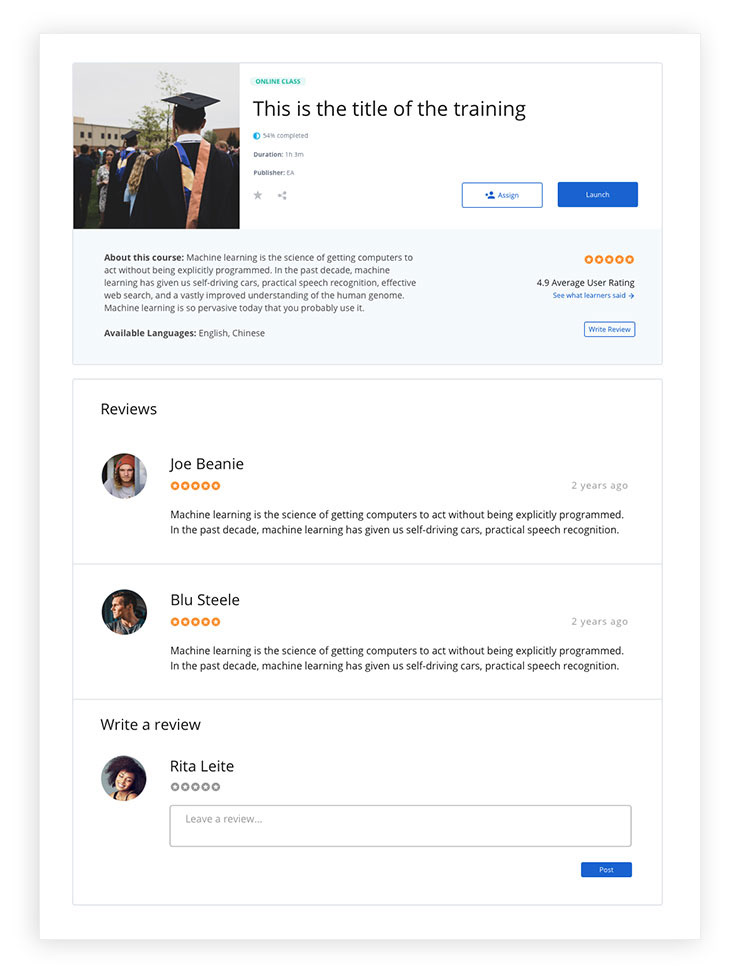 ONLINE CLASS
This is the title of the training
54% completed
Duration: 1h 3m
Publisher: EA
Assign
Launch
About this course: Machine learning is the science of getting computers to
act without being explicitly programmed. In the past decade, machine
learning has given us self-driving cars, practical speech recognition, effective
web search, and a vastly improved understanding of the human genome.
Machine learning is so pervasive today that you probably use it.
Available Languages: English, Chinese
4.9 Average User Rating
See what learners said →
Write Review
Reviews
Joe Beanie
2 years ago
Machine learning is the science of getting computers to act without being explicitly programmed.
In the past decade, machine learning has given us self-driving cars, practical speech recognition.
Blu Steele
2 years ago
Machine learning is the science of getting computers to act without being explicitly programmed.
In the past decade, machine learning has given us self-driving cars, practical speech recognition.
Write a review
Rita Leite
Leave a review...
Post